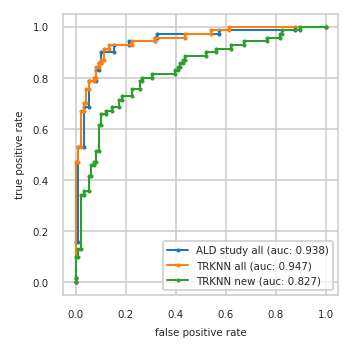 1.0
0.8
0.6
0.4
0.2
0.0
true positive rate
ALD study all (auc: 0.938)
TRKNN all (auc: 0.947)
TRKNN new (auc: 0.827)
0.0 0.2 0.4 0.6 0.8 1.0
false positive rate